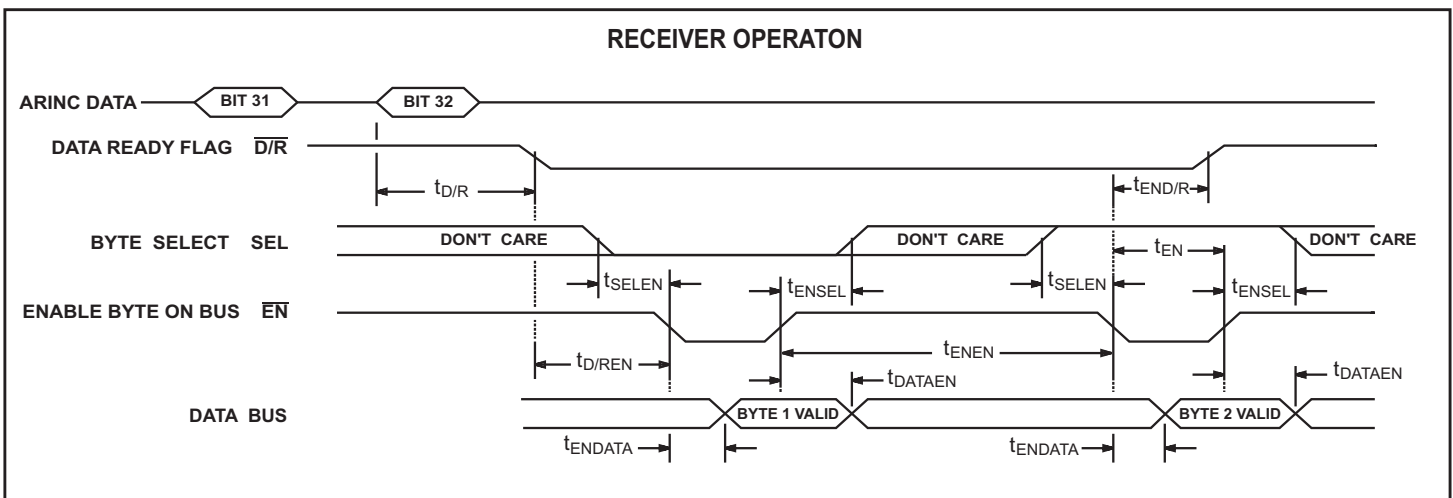 RECEIVER OPERATON
ARINC DATA BIT 31 BIT 32
DATA READY FLAG D/R
tD/R tEND/R
BYTE SELECT SEL DON'T CARE DON'T CARE DON'T CARE
tEN
tSELEN tENSEL tSELEN tENSEL
ENABLE BYTE ON BUS EN
tD/REN tENEN
tDATAEN tDATAEN
DATA BUS BYTE 1 VALID BYTE 2 VALID
tENDATA tENDATA